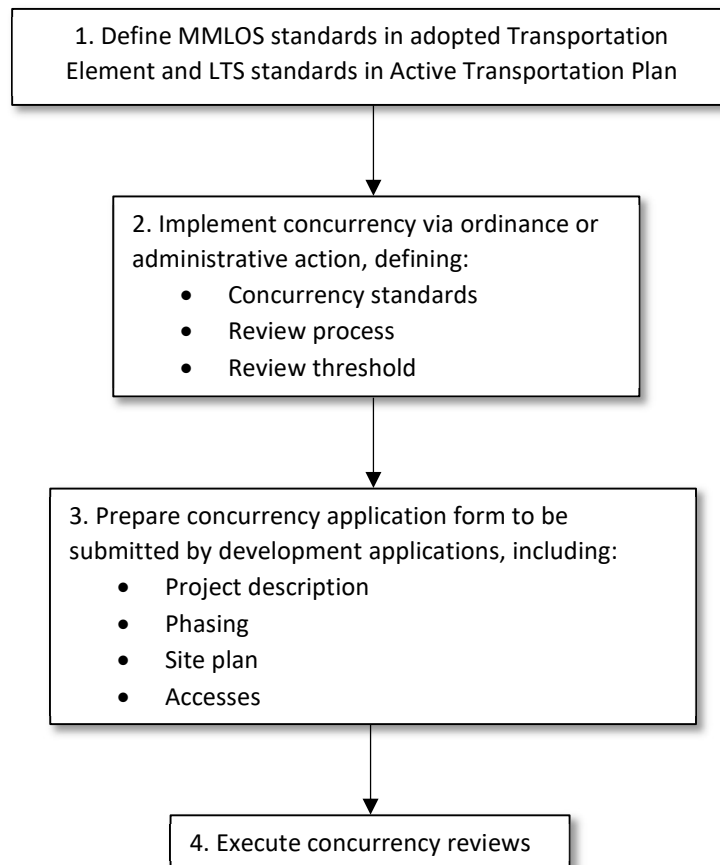 1. Define MMLOS standards in adopted Transportation
Element and LTS standards in Active Transportation Plan
2. Implement concurrency via ordinance or
administrative action, defining:
• Concurrency standards
• Review process
• Review threshold
3. Prepare concurrency application form to be
submitted by development applications, including:
• Project description
• Phasing
• Site plan
• Accesses
4. Execute concurrency reviews